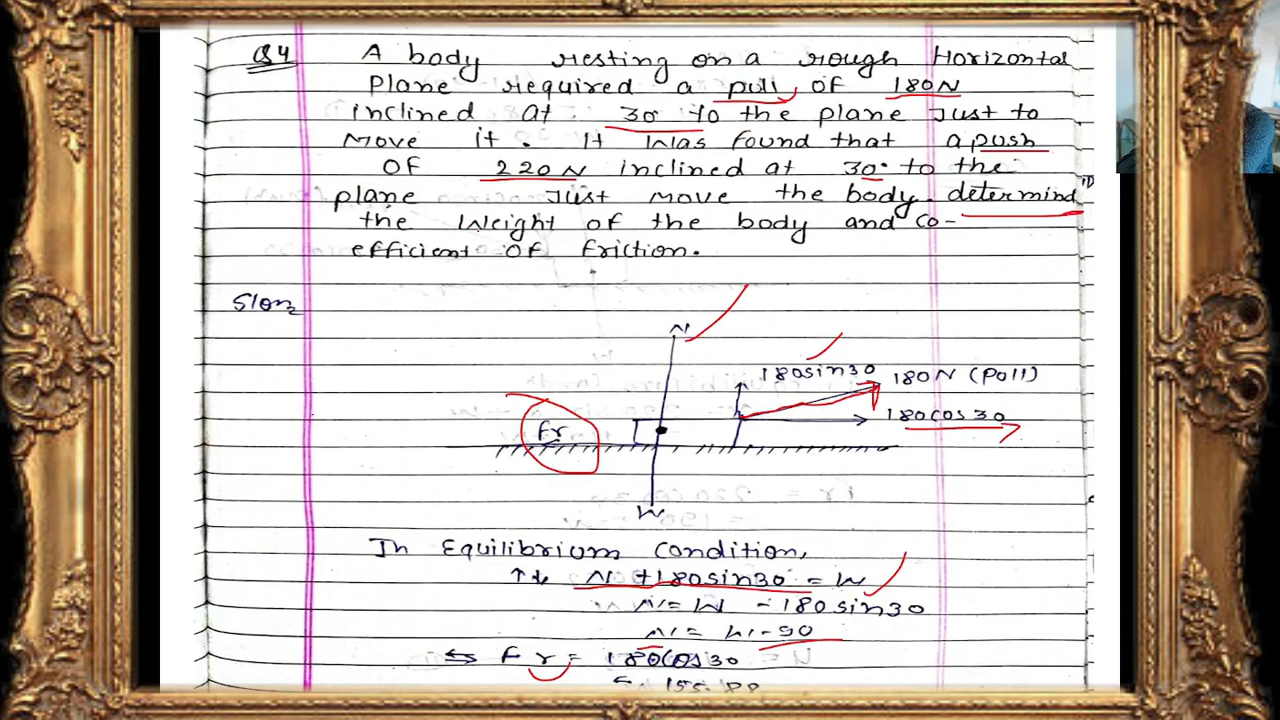 Q4 A body resting on a rough Horizontal
Plane required a pull, of 180N
inclined at 30 to the plane Just to
Move it. It was found that a push
OF 220N inclined at 30° to the
plane Just move the body. determind
the Weight of the body and co-
efficient OF friction.
Slon
N
180sin30
180N (Poll)
180cos30
Fr
W
In Equilibrium Condition,
↑↓ N + 180sin30 = W
N = W - 180sin30
N = W - 90
⇆ Fr = 180cos30